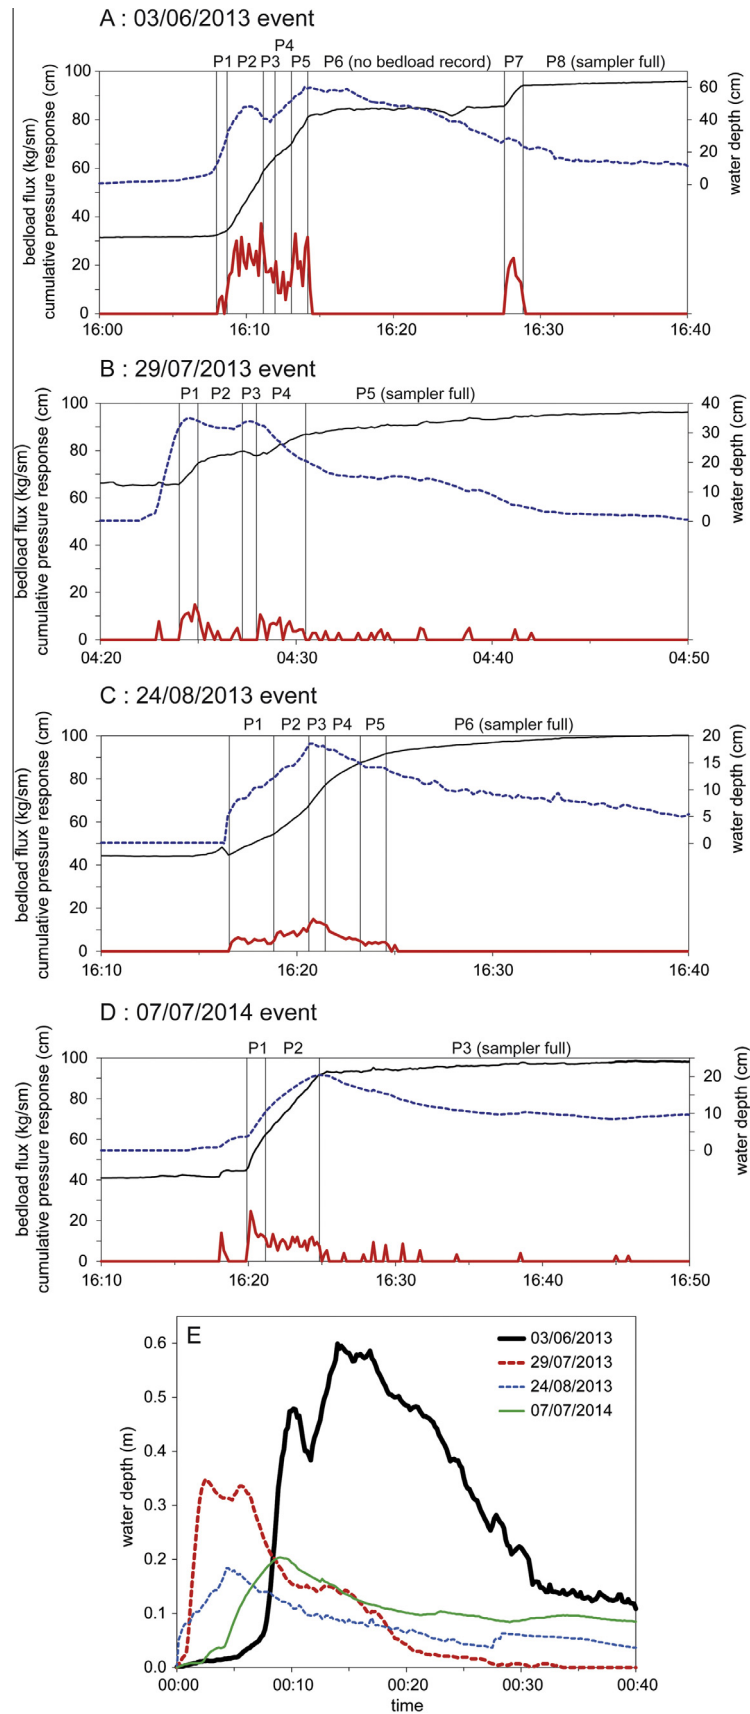 A : 03/06/2013 event
P4
P1 P2 P3 P5 P6 (no bedload record) P7 P8 (sampler full)
bedload flux (kg/sm)
cumulative pressure response (cm)
100
80
60
40
20
0
60
40
20
0
water depth (cm)
16:00 16:10 16:20 16:30 16:40
B : 29/07/2013 event
P1 P2 P3 P4 P5 (sampler full)
bedload flux (kg/sm)
cumulative pressure response (cm)
100
80
60
40
20
0
40
30
20
10
0
water depth (cm)
04:20 04:30 04:40 04:50
C : 24/08/2013 event
P1 P2 P3 P4 P5 P6 (sampler full)
bedload flux (kg/sm)
cumulative pressure response (cm)
100
80
60
40
20
0
20
15
10
5
0
water depth (cm)
16:10 16:20 16:30 16:40
D : 07/07/2014 event
P1 P2 P3 (sampler full)
bedload flux (kg/sm)
cumulative pressure response (cm)
100
80
60
40
20
0
20
10
0
water depth (cm)
16:10 16:20 16:30 16:40 16:50
E
03/06/2013
29/07/2013
24/08/2013
07/07/2014
water depth (m)
0.6
0.5
0.4
0.3
0.2
0.1
0.0
00:00 00:10 00:20 00:30 00:40
time